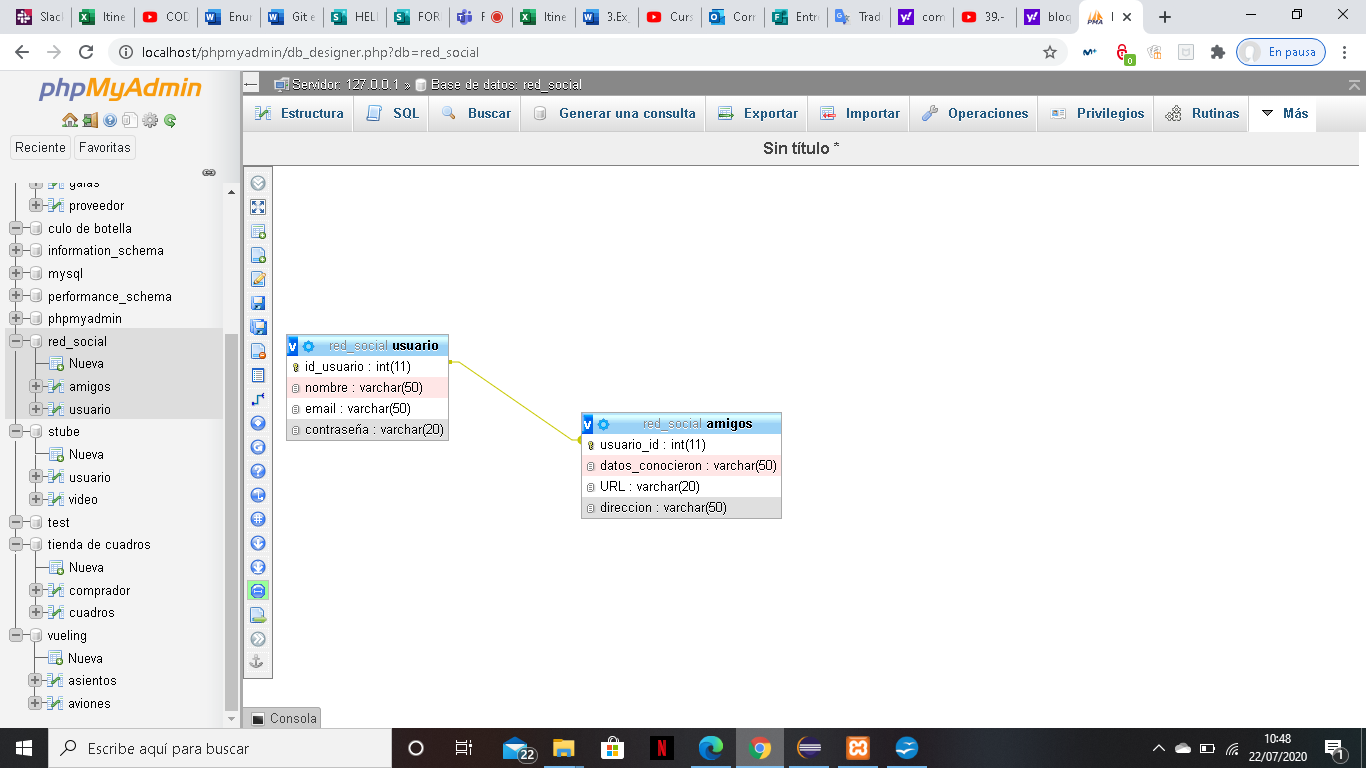 Slac
Itine
COD
Enur
Git e
HEL
FOR
F
Itine
3.Ex
Curs
Corr
Entr
Trad
com
39.-
bloq
localhost/phpmyadmin/db_designer.php?db=red_social
0
En pausa
phpMyAdmin
Reciente
Favoritas
proveedor
culo de botella
information_schema
mysql
performance_schema
phpmyadmin
red_social
Nueva
amigos
usuario
stube
Nueva
usuario
video
test
tienda de cuadros
Nueva
comprador
cuadros
vueling
Nueva
asientos
aviones
Servidor: 127.0.0.1 » Base de datos: red_social
Estructura
SQL
Buscar
Generar una consulta
Exportar
Importar
Operaciones
Privilegios
Rutinas
Más
Sin título *
v red_social usuario
id_usuario : int(11)
nombre : varchar(50)
email : varchar(50)
contraseña : varchar(20)
v red_social amigos
usuario_id : int(11)
datos_conocieron : varchar(50)
URL : varchar(20)
direccion : varchar(50)
Consola
Escribe aquí para buscar
22
N
10:48
22/07/2020
1